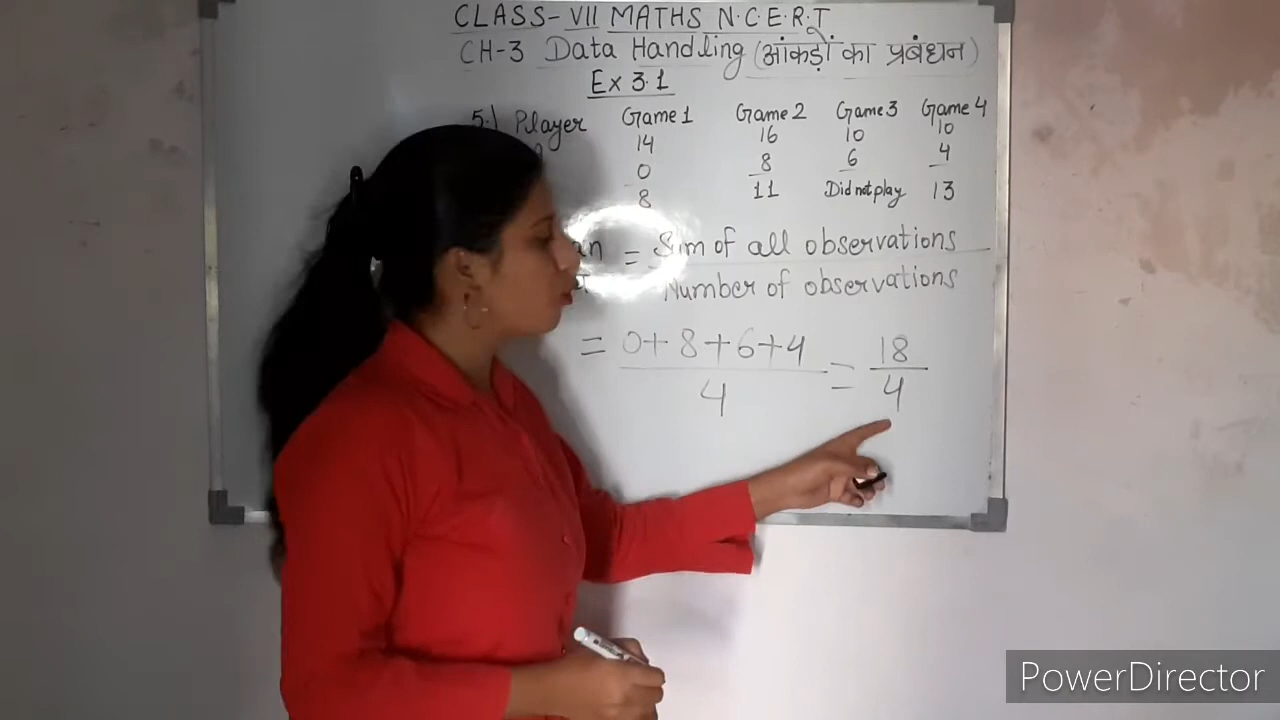 CLASS- VII MATHS N.C.E.R.T
CH-3 Data Handling (आंकड़ों का प्रबंधन)
Ex 3.1
5.) Player Game 1 Game 2 Game 3 Game 4
14 16 10 10
0 8 6 4
8 11 Did not play 13
= Sum of all observations
Number of observations
= 0+8+6+4 = 18
4 4
PowerDirector